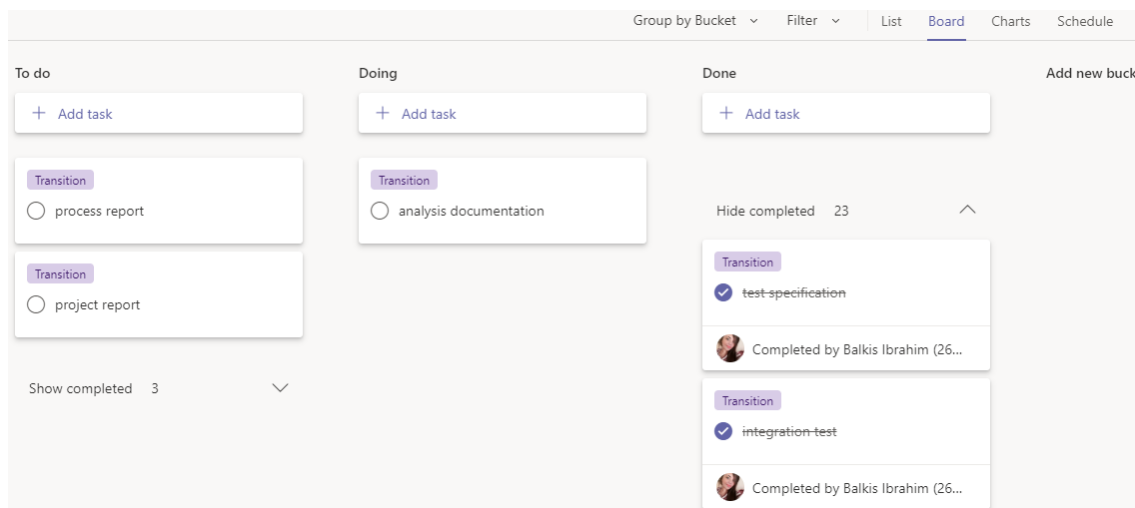 Group by Bucket Filter List Board Charts Schedule
To do
Add task
Transition
process report
Transition
project report
Show completed 3
Doing
Add task
Transition
analysis documentation
Done
Add task
Hide completed 23
Transition
test specification
Completed by Balkis Ibrahim (26...
Transition
integration test
Completed by Balkis Ibrahim (26...
Add new buck